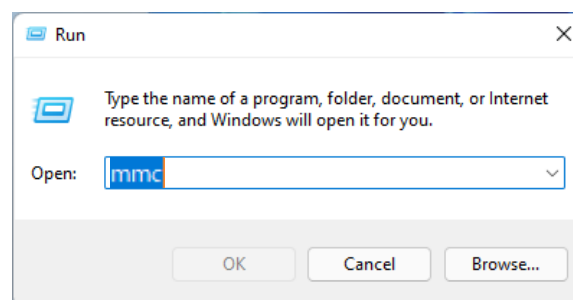 Run
Type the name of a program, folder, document, or Internet
resource, and Windows will open it for you.
Open: mmc
OK Cancel Browse...